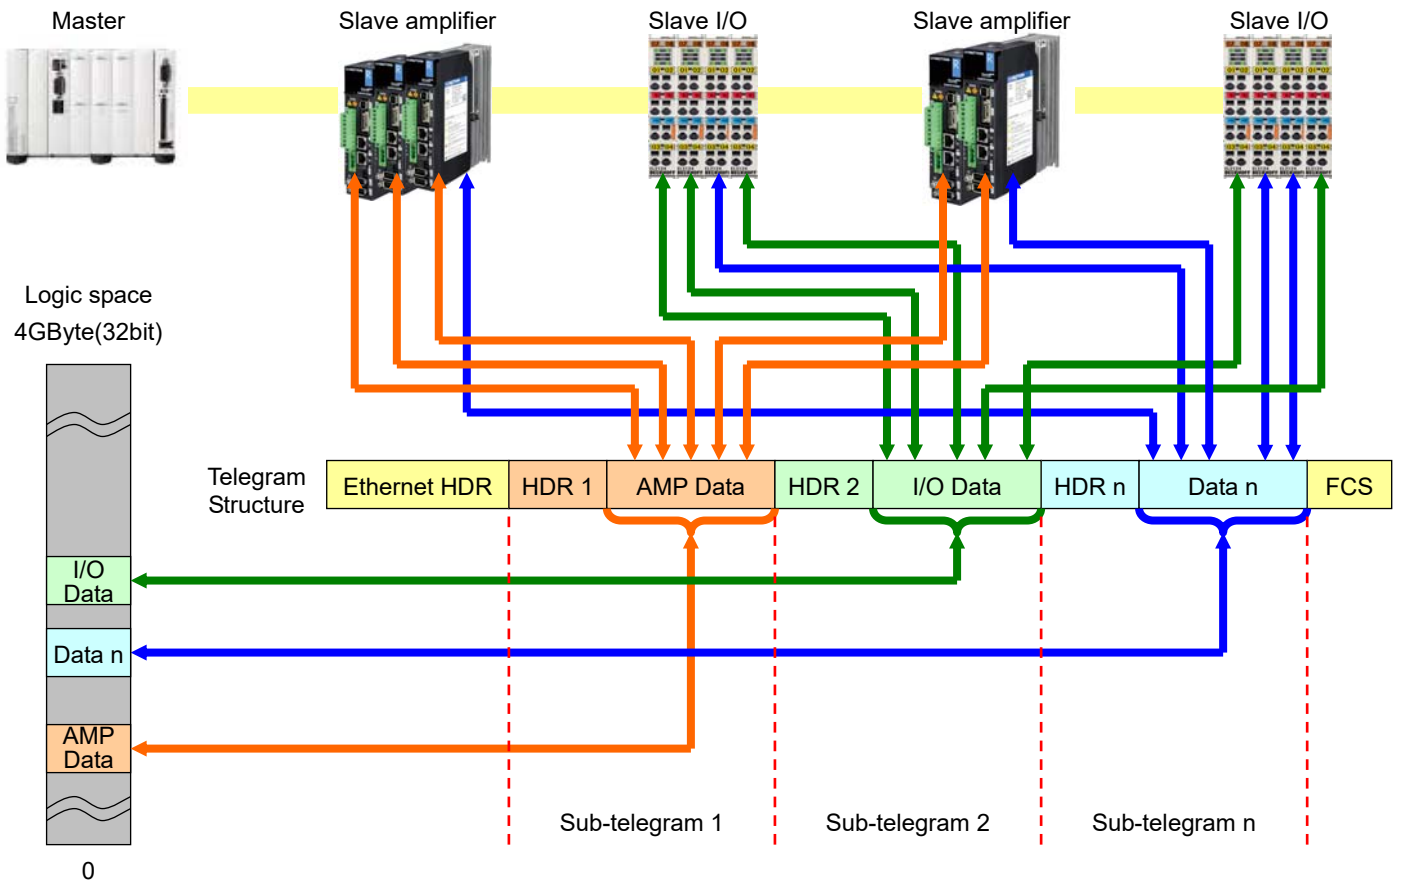 Master
Slave amplifier
Slave I/O
Slave amplifier
Slave I/O
Logic space
4GByte(32bit)
Telegram
Structure
Ethernet HDR
HDR 1
AMP Data
HDR 2
I/O Data
HDR n
Data n
FCS
I/O
Data
Data n
AMP
Data
Sub-telegram 1
Sub-telegram 2
Sub-telegram n
0